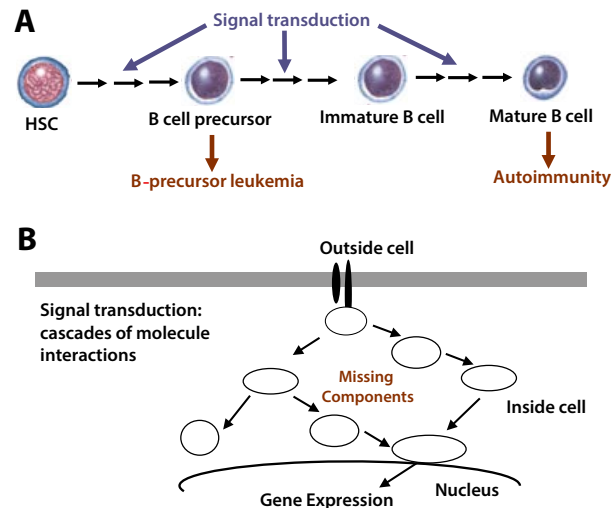 A
Signal transduction
HSC
B cell precursor
Immature B cell
Mature B cell
B-precursor leukemia
Autoimmunity
B
Outside cell
Signal transduction:
cascades of molecule
interactions
Missing
Components
Inside cell
Nucleus
Gene Expression